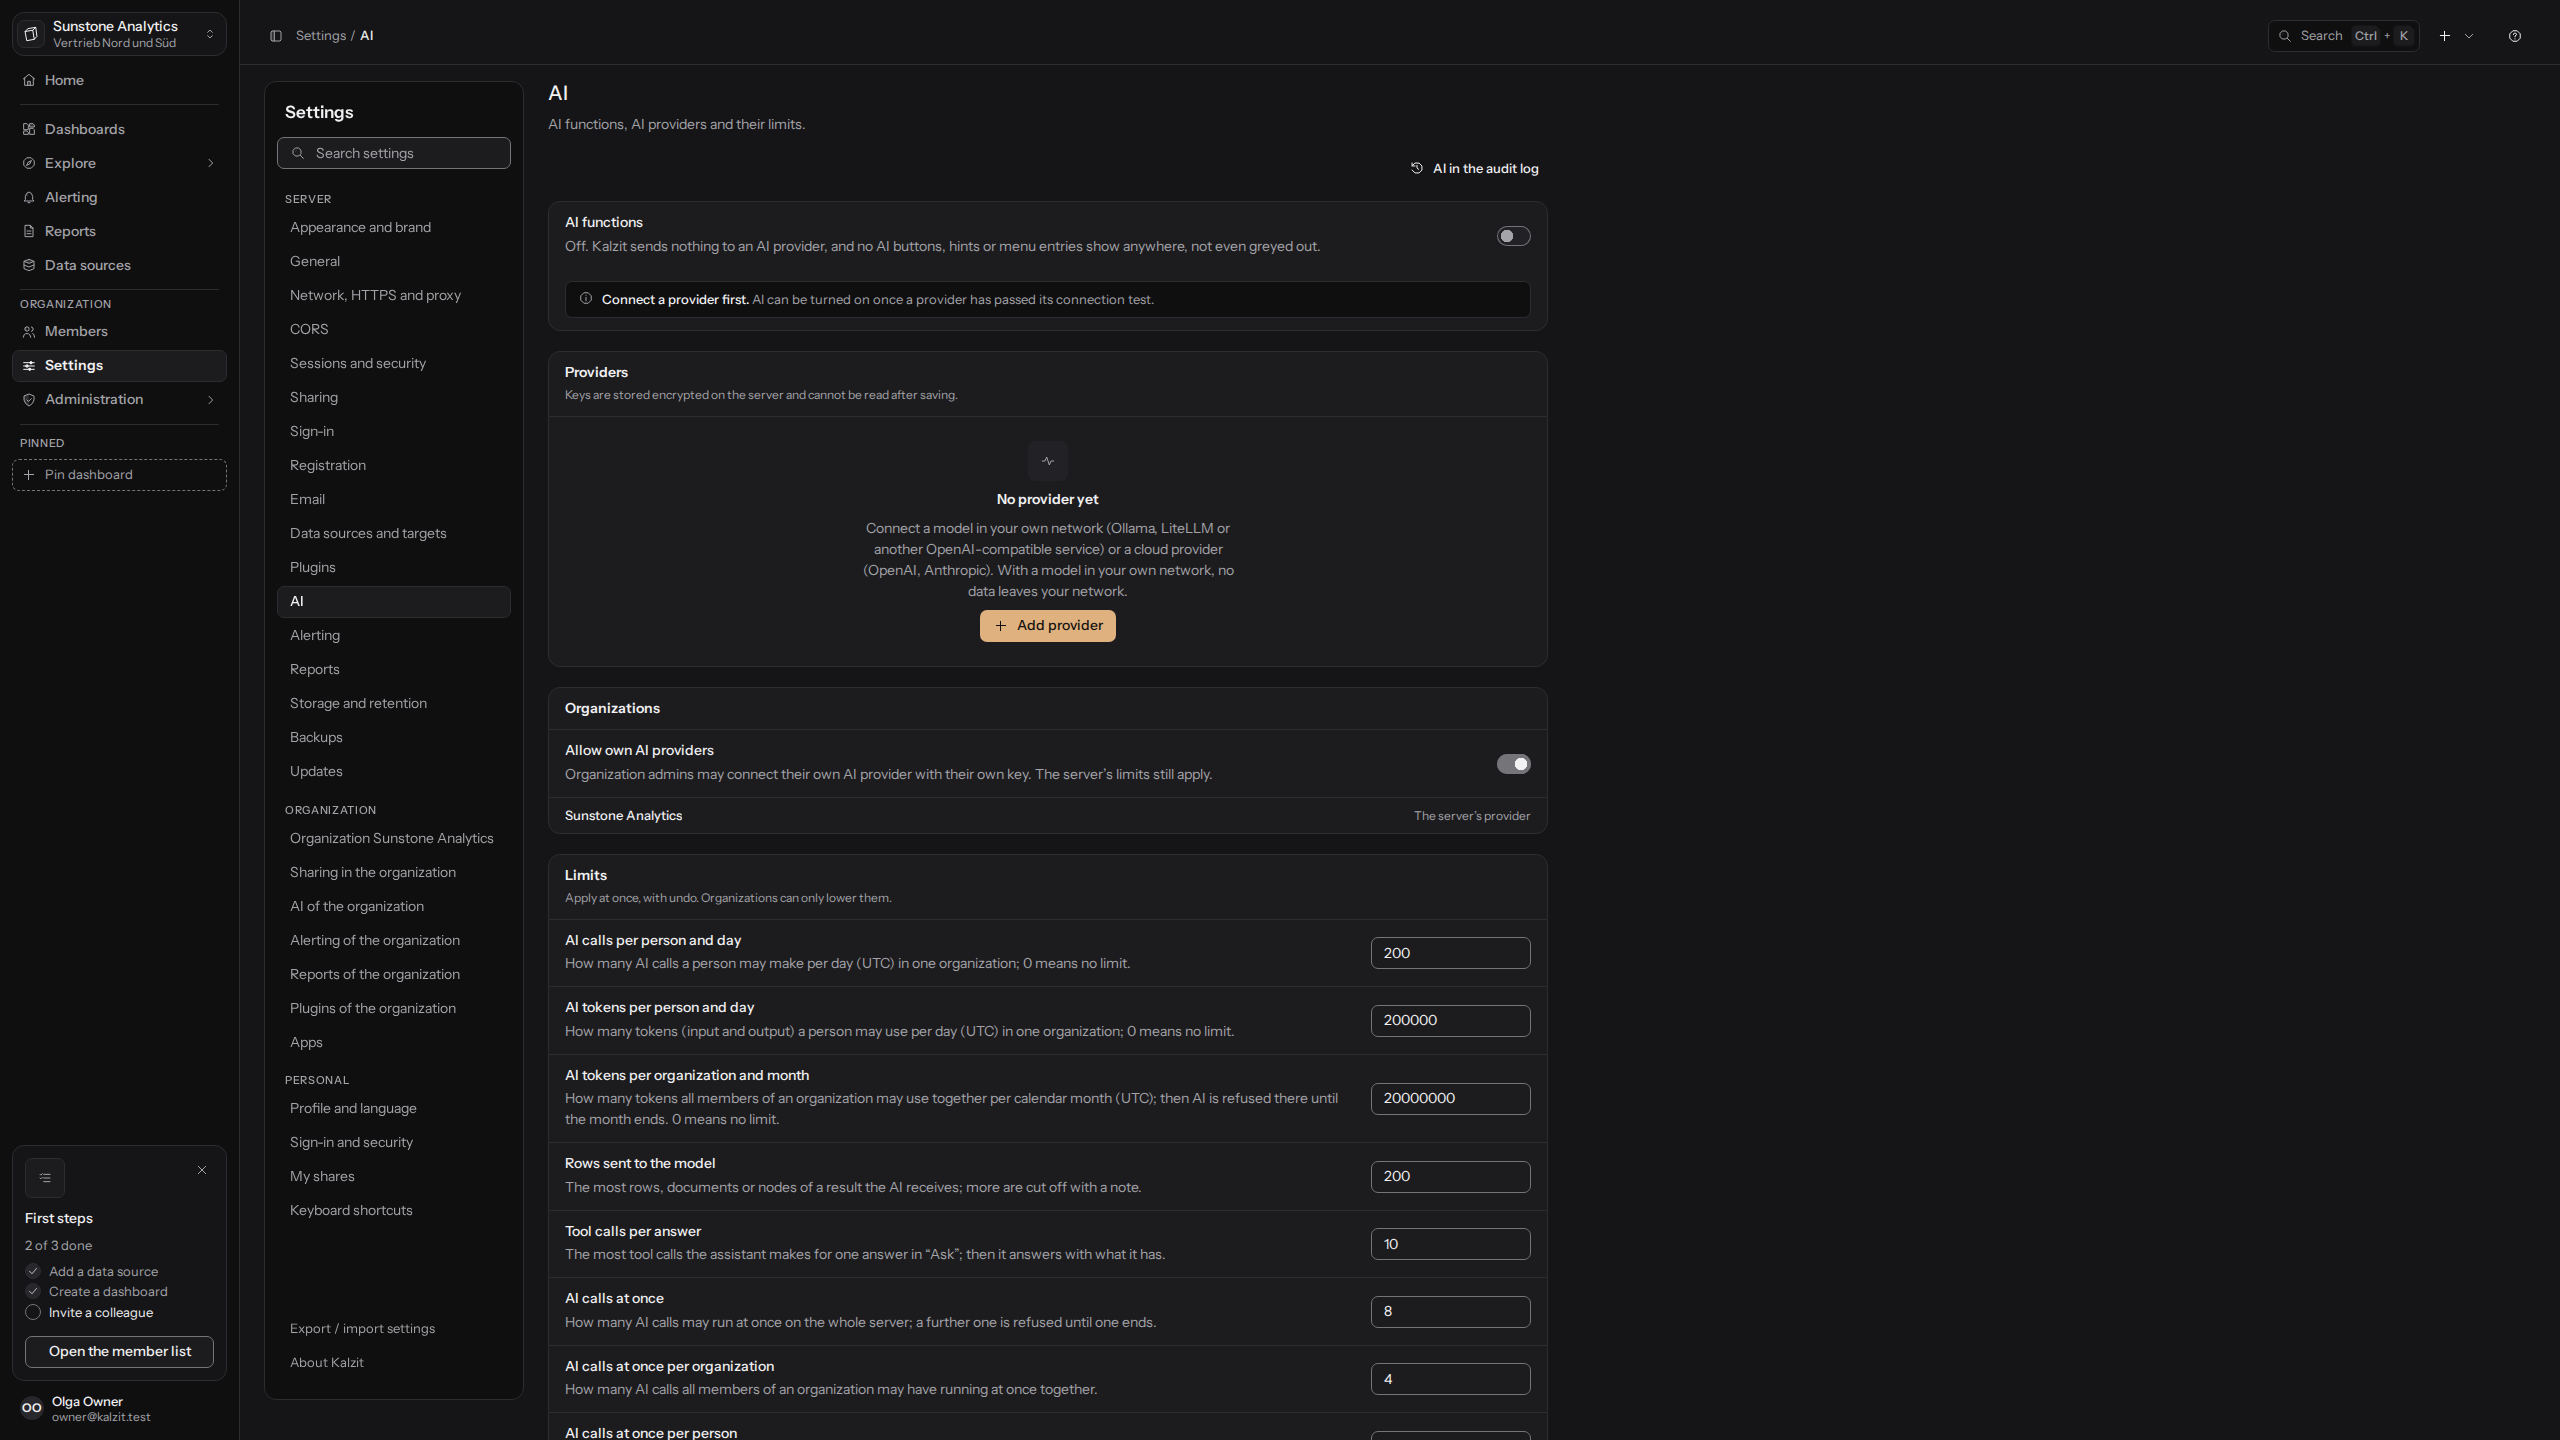 Sunstone Analytics
Vertrieb Nord und Süd
Home
Dashboards
Explore
Alerting
Reports
Data sources
ORGANIZATION
Members
Settings
Administration
PINNED
Pin dashboard
First steps
2 of 3 done
Add a data source
Create a dashboard
Invite a colleague
Open the member list
OO
Olga Owner
owner@kalzit.test
Settings / AI
Search Ctrl + K
Settings
Search settings
SERVER
Appearance and brand
General
Network, HTTPS and proxy
CORS
Sessions and security
Sharing
Sign-in
Registration
Email
Data sources and targets
Plugins
AI
Alerting
Reports
Storage and retention
Backups
Updates
ORGANIZATION
Organization Sunstone Analytics
Sharing in the organization
AI of the organization
Alerting of the organization
Reports of the organization
Plugins of the organization
Apps
PERSONAL
Profile and language
Sign-in and security
My shares
Keyboard shortcuts
Export / import settings
About Kalzit
AI
AI functions, AI providers and their limits.
AI in the audit log
AI functions
Off. Kalzit sends nothing to an AI provider, and no AI buttons, hints or menu entries show anywhere, not even greyed out.
Connect a provider first. AI can be turned on once a provider has passed its connection test.
Providers
Keys are stored encrypted on the server and cannot be read after saving.
No provider yet
Connect a model in your own network (Ollama, LiteLLM or
another OpenAI-compatible service) or a cloud provider
(OpenAI, Anthropic). With a model in your own network, no
data leaves your network.
Add provider
Organizations
Allow own AI providers
Organization admins may connect their own AI provider with their own key. The server’s limits still apply.
Sunstone Analytics
The server’s provider
Limits
Apply at once, with undo. Organizations can only lower them.
AI calls per person and day
How many AI calls a person may make per day (UTC) in one organization; 0 means no limit.
200
AI tokens per person and day
How many tokens (input and output) a person may use per day (UTC) in one organization; 0 means no limit.
200000
AI tokens per organization and month
How many tokens all members of an organization may use together per calendar month (UTC); then AI is refused there until
the month ends. 0 means no limit.
20000000
Rows sent to the model
The most rows, documents or nodes of a result the AI receives; more are cut off with a note.
200
Tool calls per answer
The most tool calls the assistant makes for one answer in “Ask”; then it answers with what it has.
10
AI calls at once
How many AI calls may run at once on the whole server; a further one is refused until one ends.
8
AI calls at once per organization
How many AI calls all members of an organization may have running at once together.
4
AI calls at once per person